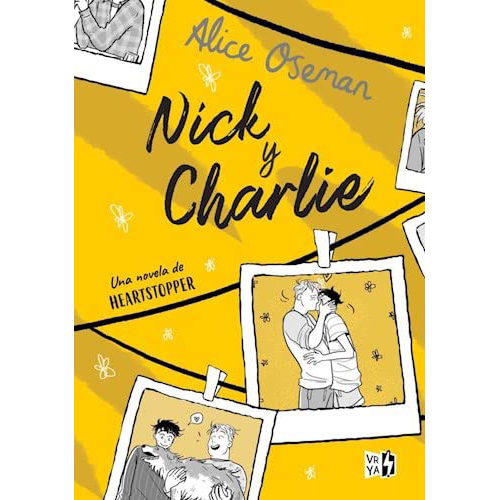 Alice Oseman
Nick
y
Charlie
Una novela de
HEARTSTOPPER
VR
YA